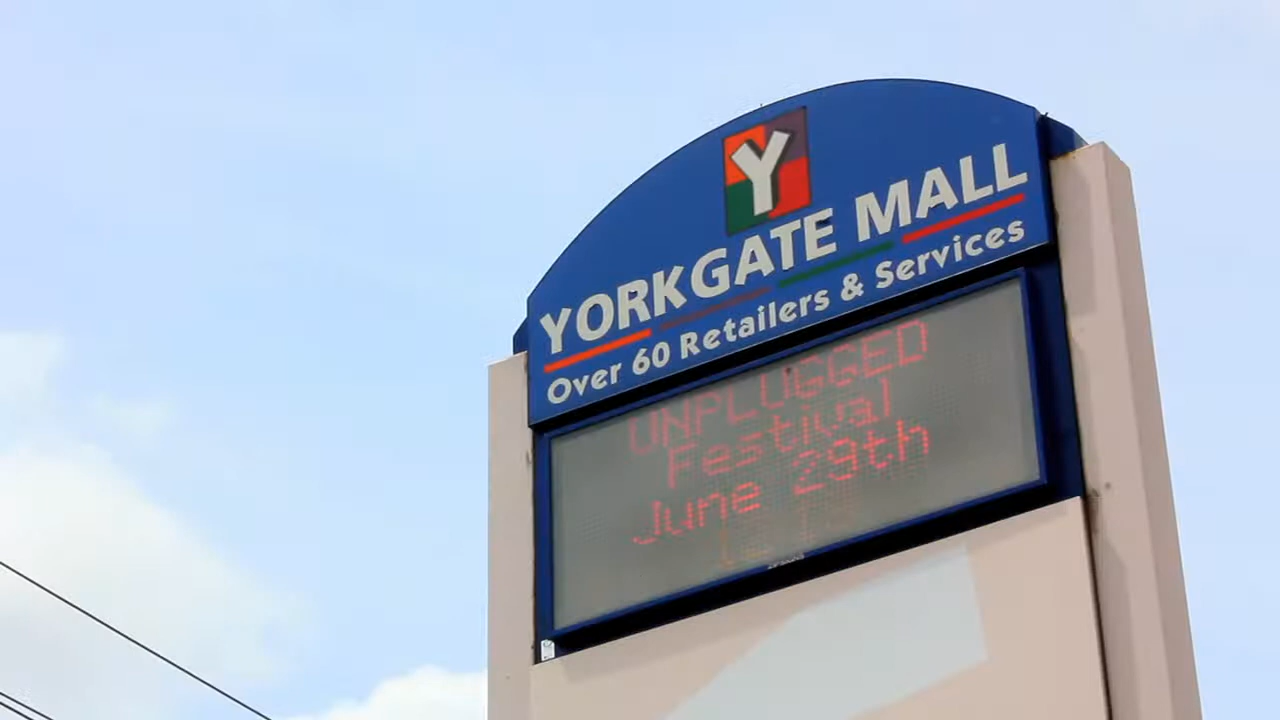 Y
YORKGATE MALL
Over 60 Retailers & Services
UNPLUGGED
Festival
June 29th